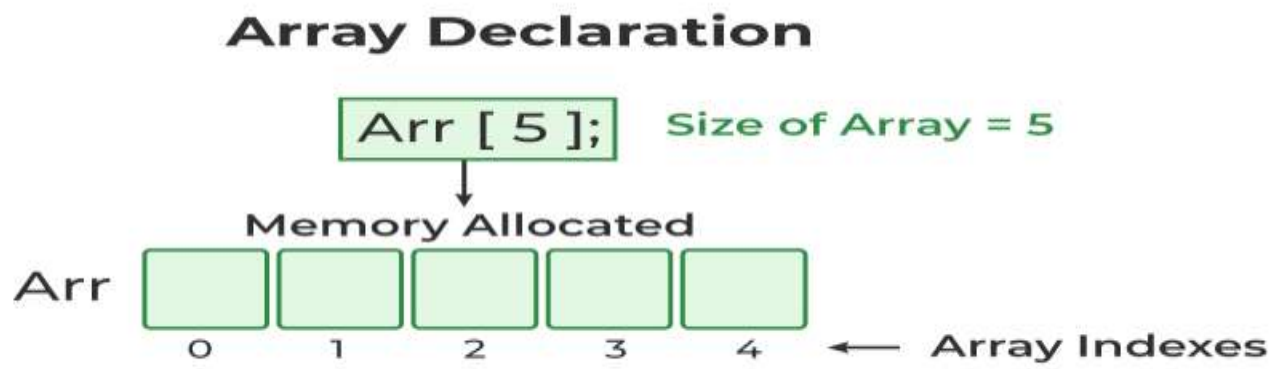 Array Declaration
Arr [ 5 ]; Size of Array = 5
Memory Allocated
Arr
0 1 2 3 4 Array Indexes